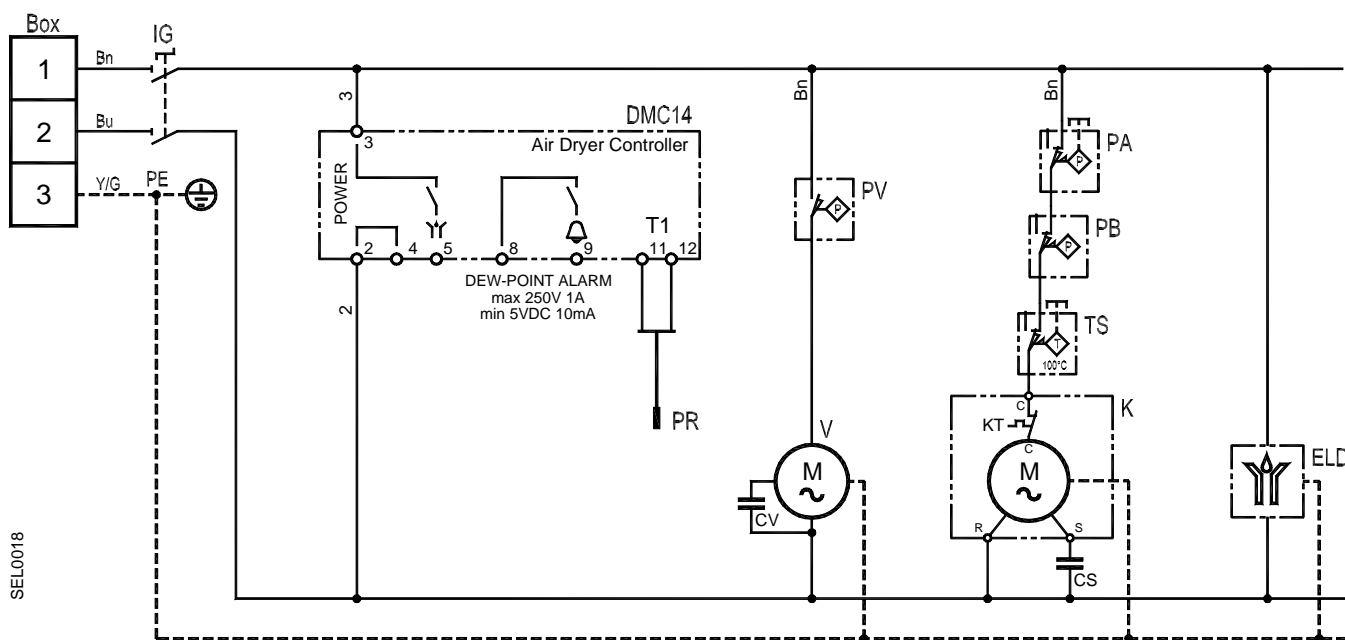 Box
1
2
3
Bn
Bu
Y/G
PE
IG
3
2
DMC14
Air Dryer Controller
POWER
3
2
4
5
8
9
T1
11
12
DEW-POINT ALARM
max 250V 1A
min 5VDC 10mA
PR
Bn
PV
P
V
M
CV
Bn
PA
P
PB
P
TS
T
100°C
K
C
KT
C
M
R
S
CS
ELD
SEL0018